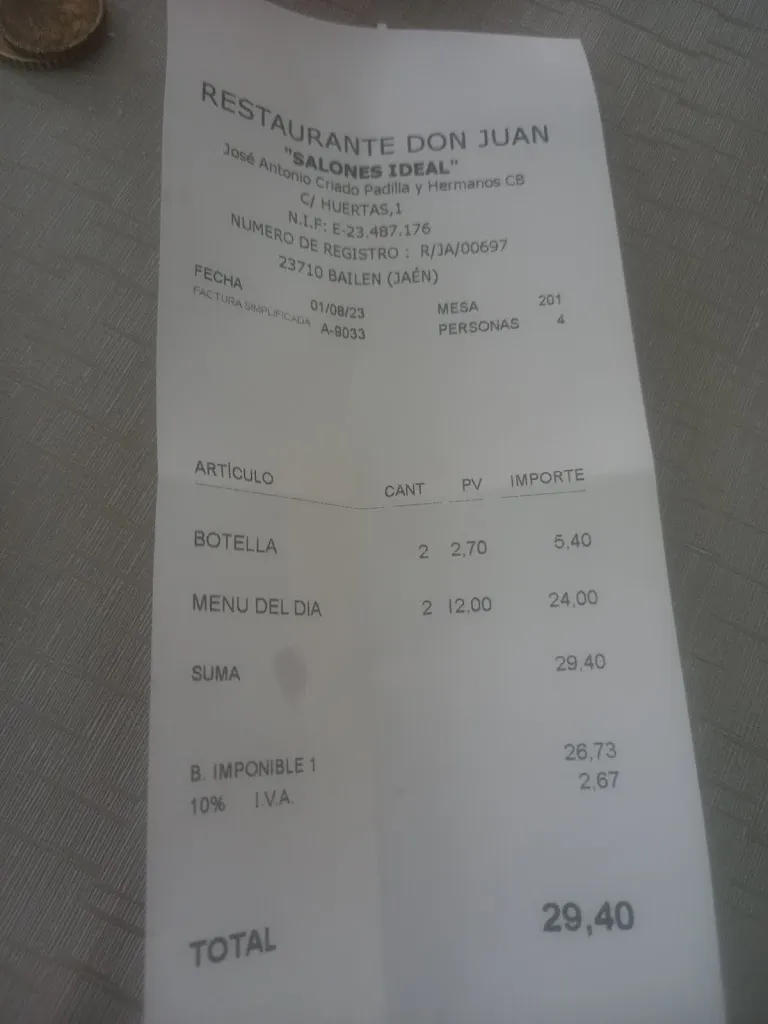 RESTAURANTE DON JUAN
"SALONES IDEAL"
José Antonio Criado Padilla y Hermanos CB
C/ HUERTAS,1
N.I.F: E-23.487.176
NUMERO DE REGISTRO : R/JA/00697
23710 BAILEN (JAÉN)
FECHA 01/08/23 MESA 201
FACTURA SIMPLIFICADA A-9033 PERSONAS 4
ARTÍCULO CANT PV IMPORTE
BOTELLA 2 2,70 5,40
MENU DEL DIA 2 12,00 24,00
SUMA 29,40
B. IMPONIBLE 1 26,73
10% I.V.A. 2,67
TOTAL 29,40